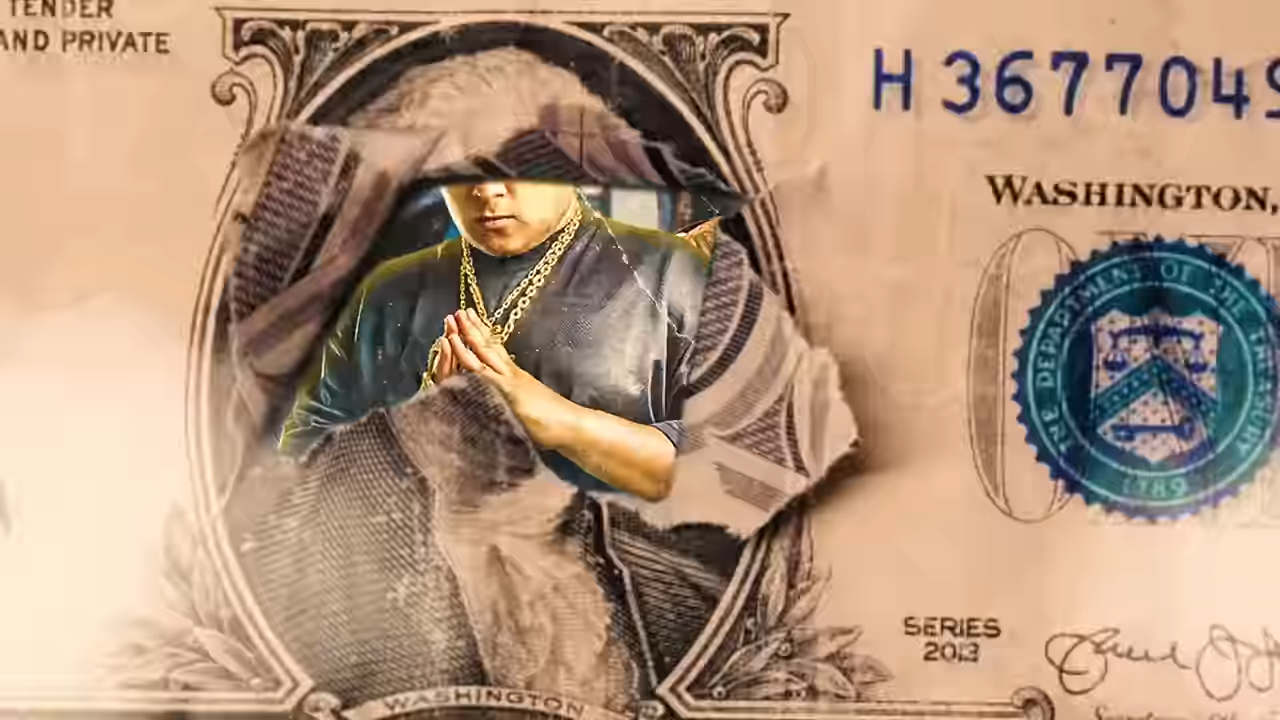 TENDER
AND PRIVATE
H 3677049
WASHINGTON,
THE DEPARTMENT OF THE TREASURY
1789
SERIES
2013
WASHINGTON